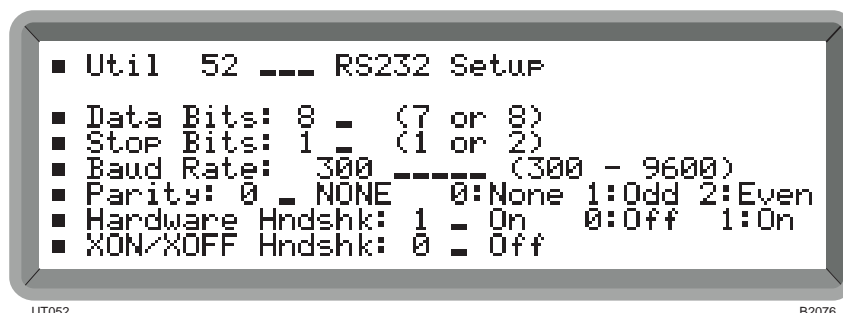 ▪ Util 52 ___ RS232 Setup
▪ Data Bits: 8 _ (7 or 8)
▪ Stop Bits: 1 _ (1 or 2)
▪ Baud Rate: 300 _____ (300 - 9600)
▪ Parity: 0 _ NONE 0:None 1:Odd 2:Even
▪ Hardware Hndshk: 1 _ On 0:Off 1:On
▪ XON/XOFF Hndshk: 0 _ Off
UT052 B2076